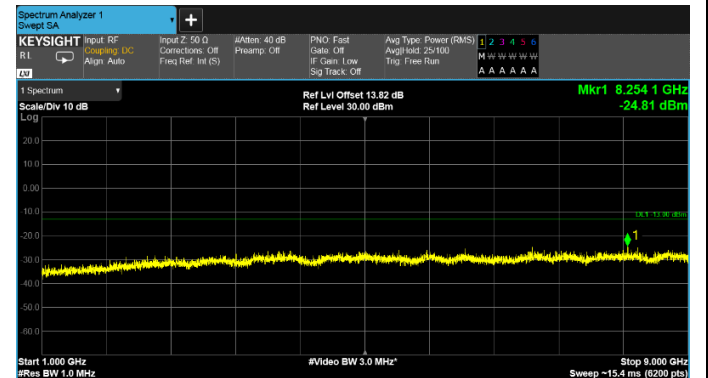 Spectrum Analyzer 1
Swept SA
+
KEYSIGHT Input: RF Input Z: 50 Ω #Atten: 40 dB PNO: Fast Avg Type: Power (RMS) 1 2 3 4 5 6
RL Coupling: DC Corrections: Off Preamp: Off Gate: Off Avg|Hold: 25/100 M W W W W W
Align: Auto Freq Ref: Int (S) IF Gain: Low Trig: Free Run
LXI Sig Track: Off A A A A A A
1 Spectrum Ref Lvl Offset 13.82 dB Mkr1 8.254 1 GHz
Scale/Div 10 dB Ref Level 30.00 dBm -24.81 dBm
Log
20.0
10.0
0.00
-10.0
DL1 -13.00 dBm
-20.0
1
-30.0
-40.0
-50.0
-60.0
Start 1.000 GHz #Video BW 3.0 MHz* Stop 9.000 GHz
#Res BW 1.0 MHz Sweep ~15.4 ms (6200 pts)